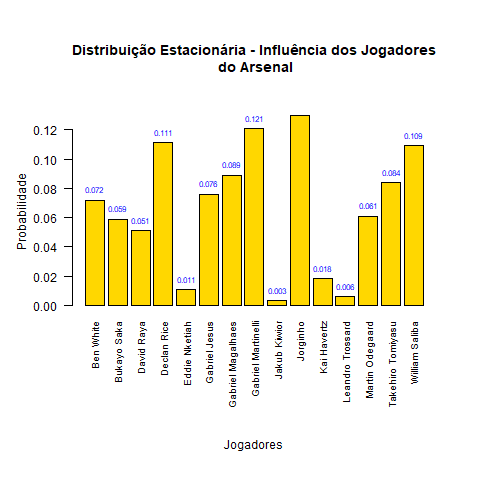 Distribuição Estacionária - Influência dos Jogadores
do Arsenal
Probabilidade
0.12
0.10
0.08
0.06
0.04
0.02
0.00
0.072
0.059
0.051
0.111
0.011
0.076
0.089
0.121
0.003
0.018
0.006
0.061
0.084
0.109
Ben White
Bukayo Saka
David Raya
Declan Rice
Eddie Nketiah
Gabriel Jesus
Gabriel Magalhaes
Gabriel Martinelli
Jakub Kiwior
Jorginho
Kai Havertz
Leandro Trossard
Martin Odegaard
Takehiro Tomiyasu
William Saliba
Jogadores